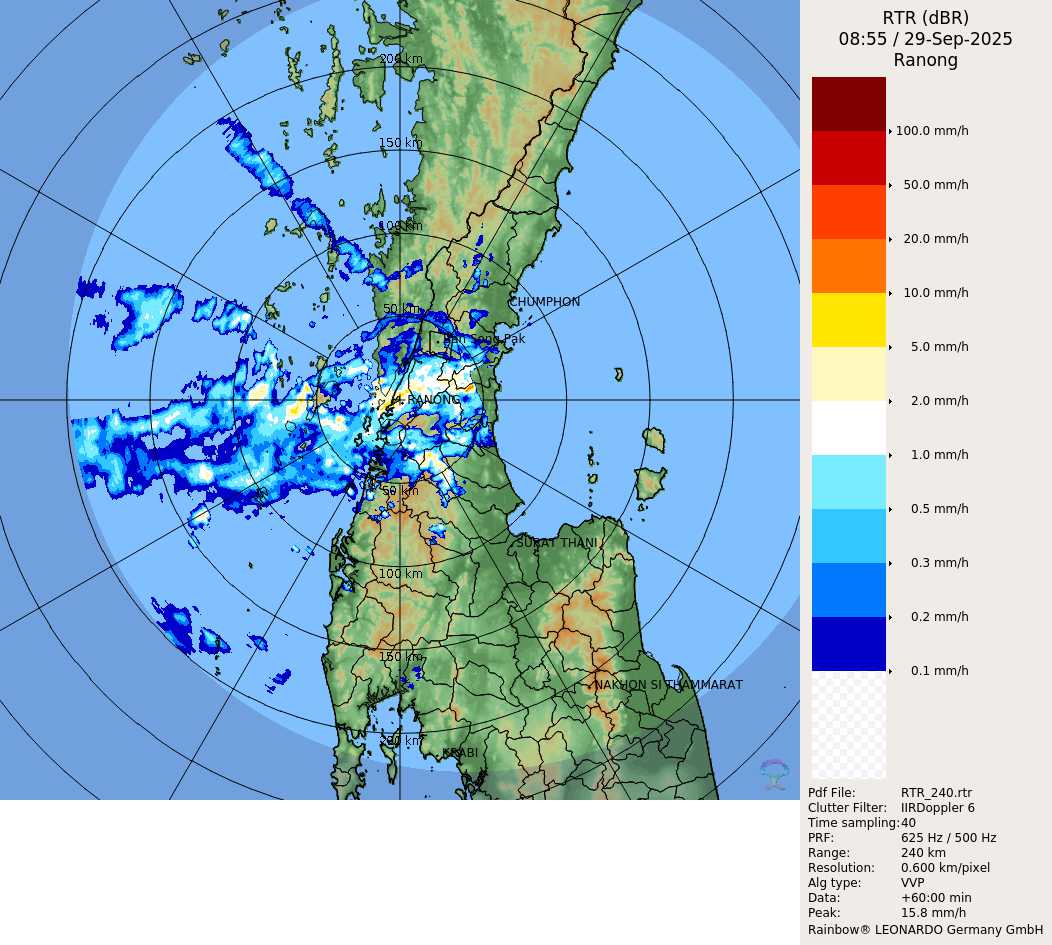 RTR (dBR)
08:55 / 29-Sep-2025
Ranong
200 km
150 km
100 km
50 km
CHUMPHON
Ban Song Pak
RANONG
50 km
SURAT THANI
100 km
150 km
NAKHON SI THAMMARAT
200 km
KRABI
100.0 mm/h
50.0 mm/h
20.0 mm/h
10.0 mm/h
5.0 mm/h
2.0 mm/h
1.0 mm/h
0.5 mm/h
0.3 mm/h
0.2 mm/h
0.1 mm/h
Pdf File: RTR_240.rtr
Clutter Filter: IIRDoppler 6
Time sampling: 40
PRF: 625 Hz / 500 Hz
Range: 240 km
Resolution: 0.600 km/pixel
Alg type: VVP
Data: +60:00 min
Peak: 15.8 mm/h
Rainbow® LEONARDO Germany GmbH